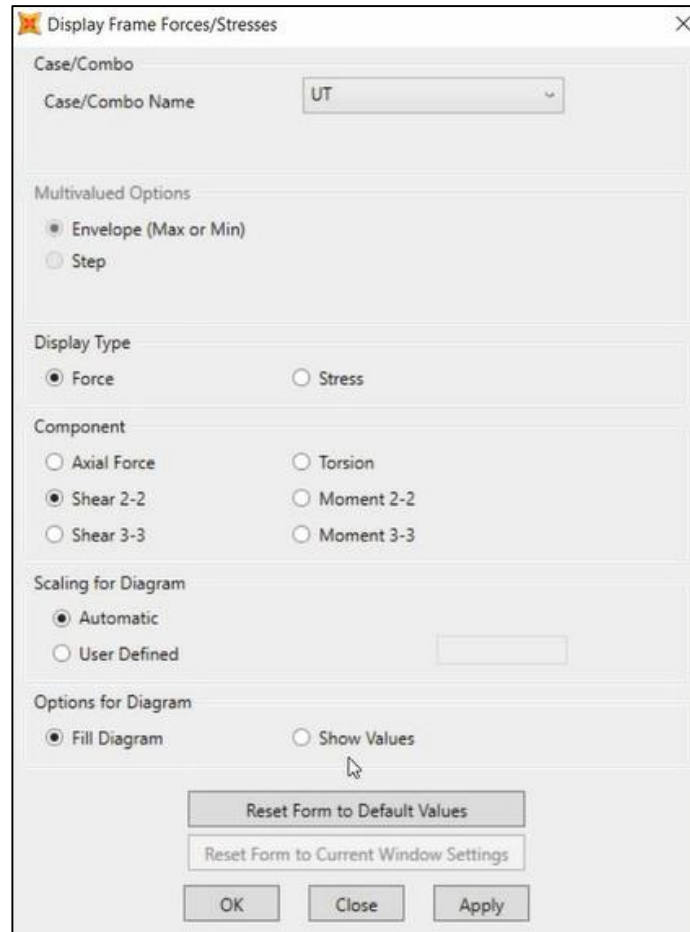 Display Frame Forces/Stresses
Case/Combo
Case/Combo Name UT
Multivalued Options
Envelope (Max or Min)
Step
Display Type
Force Stress
Component
Axial Force Torsion
Shear 2-2 Moment 2-2
Shear 3-3 Moment 3-3
Scaling for Diagram
Automatic
User Defined
Options for Diagram
Fill Diagram Show Values
Reset Form to Default Values
Reset Form to Current Window Settings
OK Close Apply